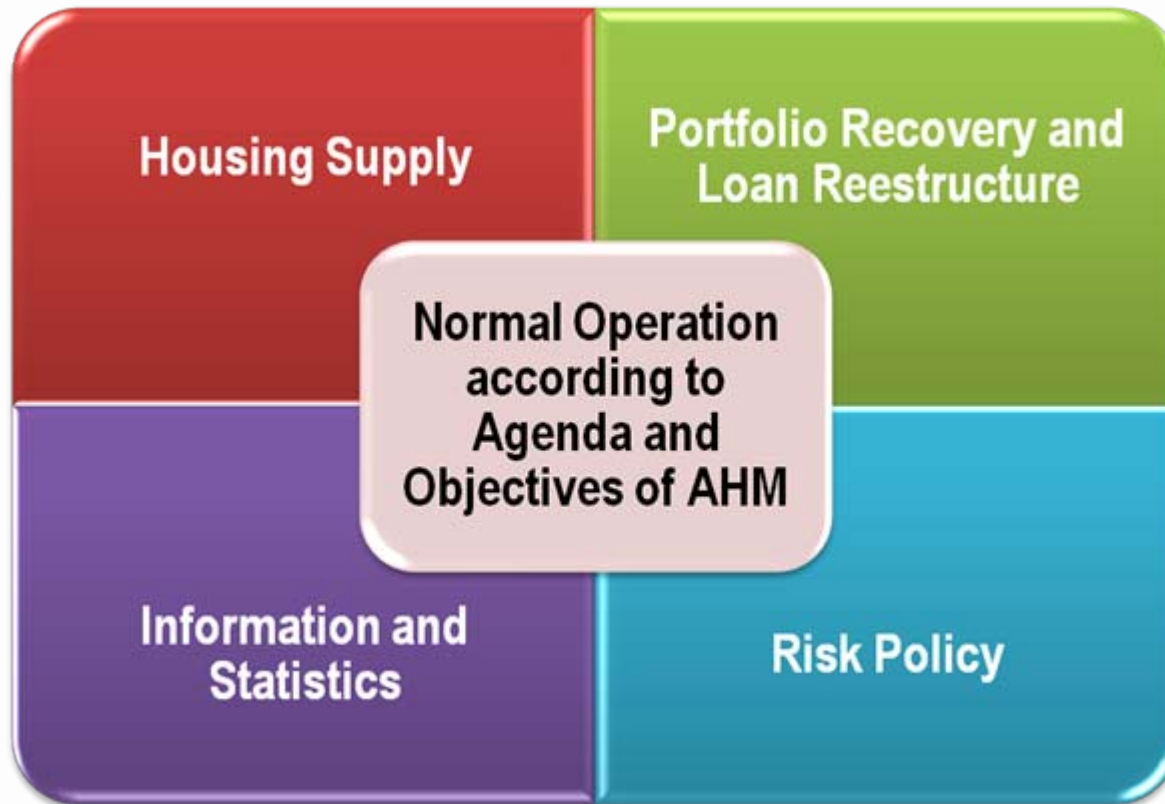 Housing Supply
Portfolio Recovery and
Loan Reestructure
Normal Operation
according to
Agenda and
Objectives of AHM
Information and
Statistics
Risk Policy